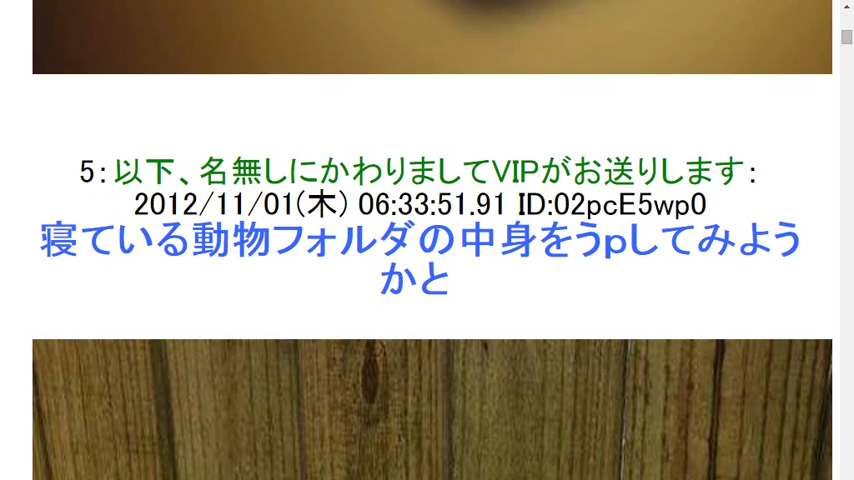 5：以下、名無しにかわりましてVIPがお送りします：
2012/11/01(木) 06:33:51.91 ID:02pcE5wp0
寝ている動物フォルダの中身をうpしてみよう
かと